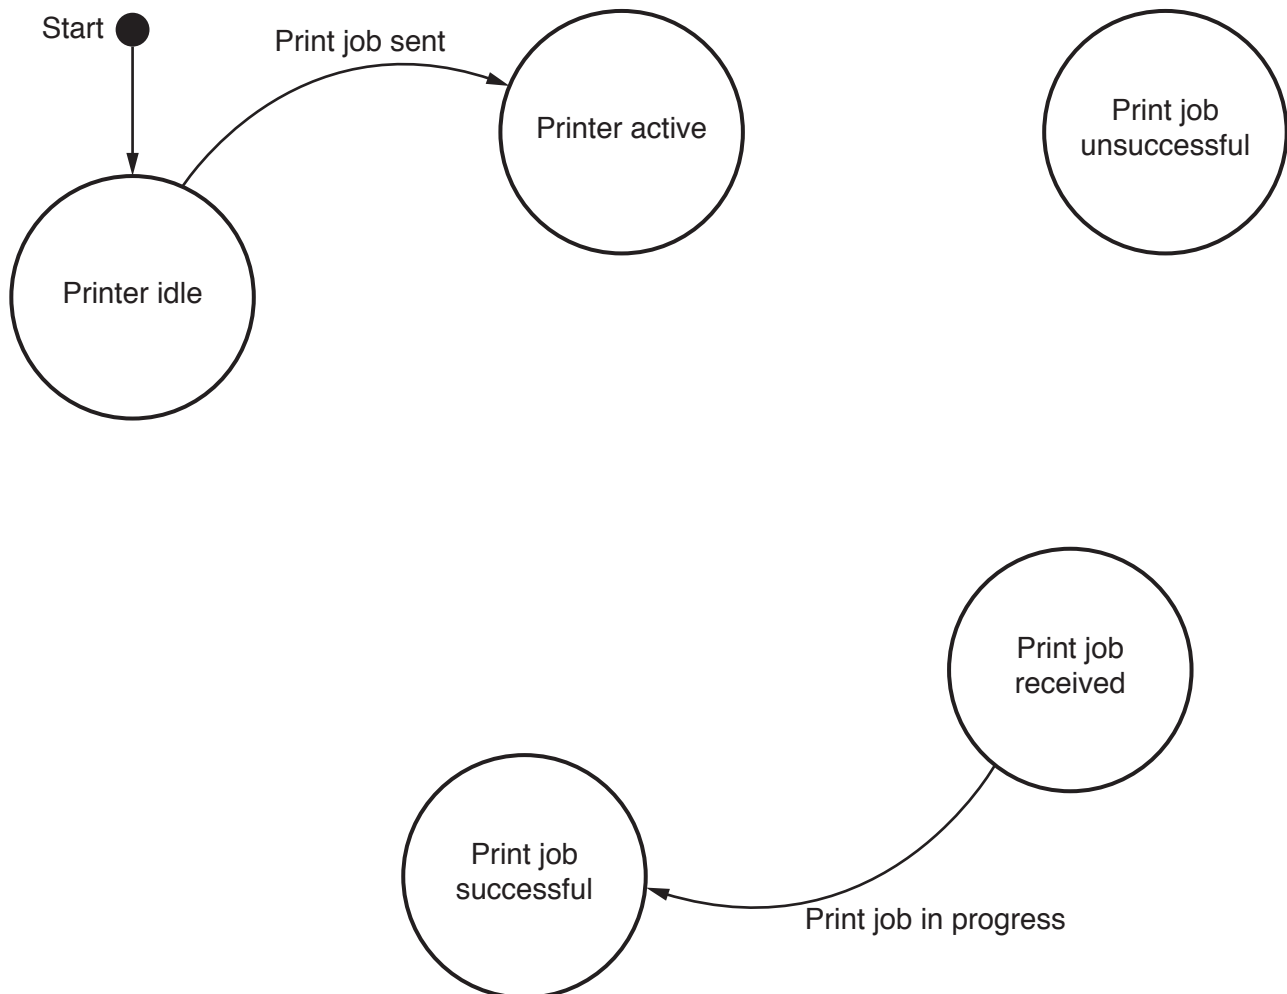 Start
Print job sent
Printer active
Print job
unsuccessful
Printer idle
Print job
received
Print job
successful
Print job in progress